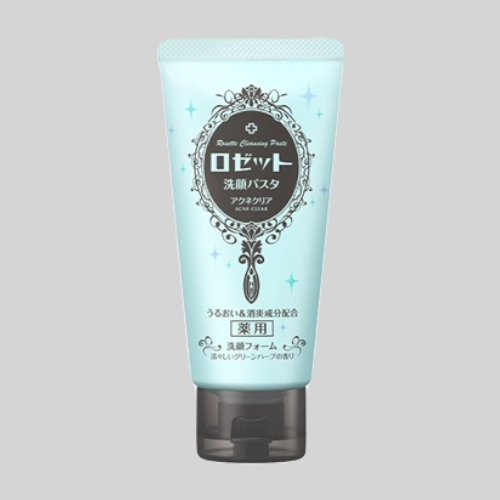 Rosette Cleansing Paste
ロゼット
洗顔パスタ
アクネクリア
ACNE CLEAR
うるおい&消炎成分配合
薬用
洗顔フォーム
清々しいグリーンハーブの香り